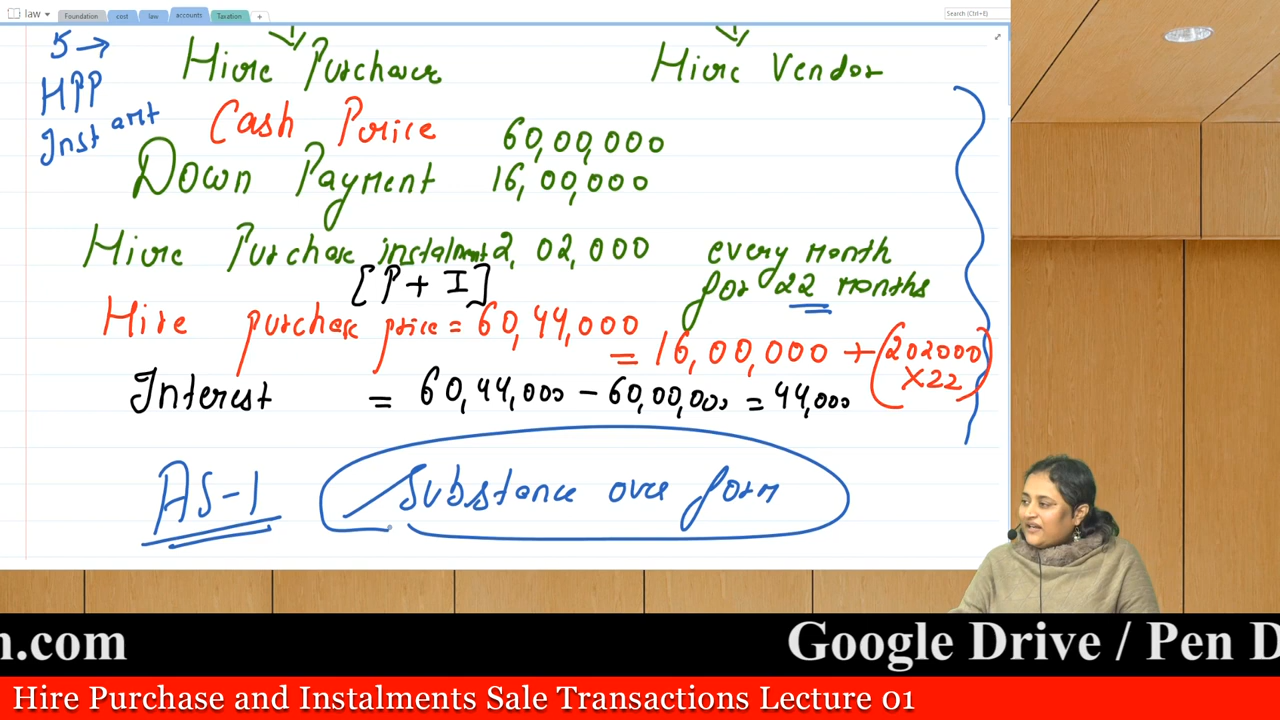 law
Foundation cost law accounts Taxation +
Search (Ctrl+E)
5 →
HPP
Inst amt
Hire Purchaser Hire Vendor
Cash Price 60,00,000
Down Payment 16,00,000
Hire Purchase instalment 2,02,000 every month
[P + I] for 22 months
Hire purchase price = 60,44,000
= 16,00,000 + (202000 ×22)
Interest = 60,44,000 − 60,00,000 = 44,000
AS-1 Substance over form
n.com Google Drive / Pen D
Hire Purchase and Instalments Sale Transactions Lecture 01